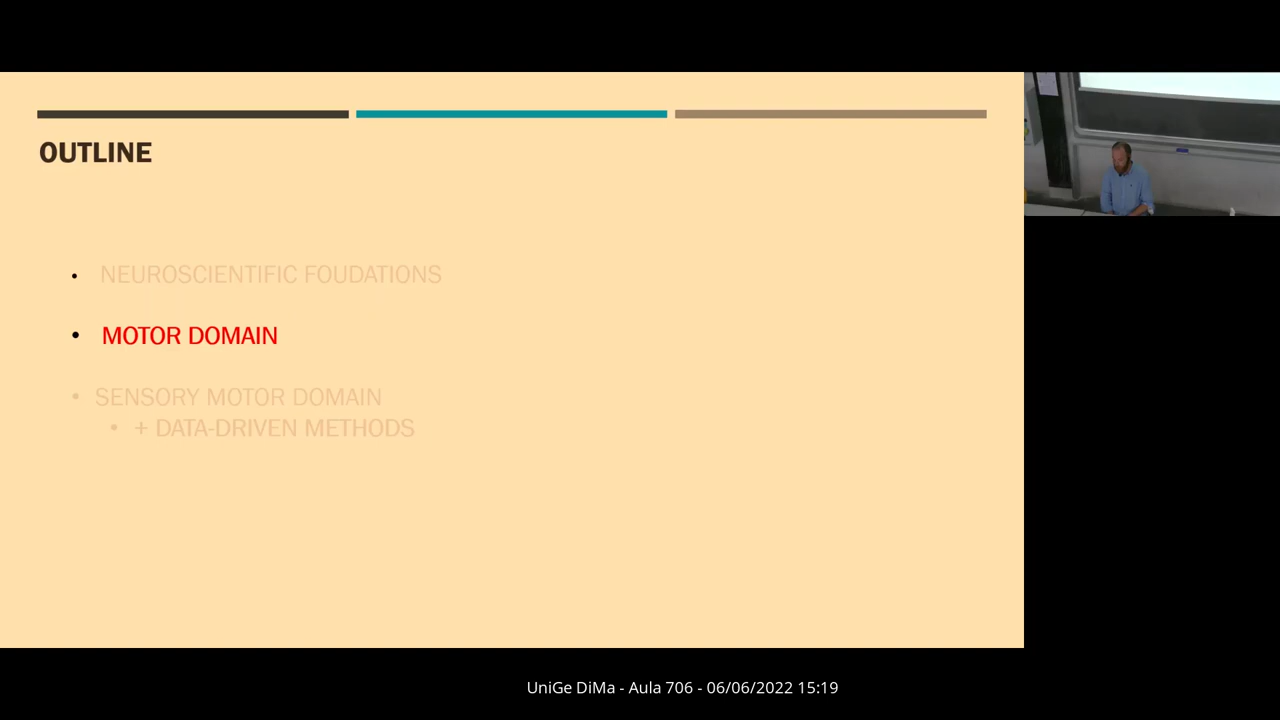 OUTLINE
• NEUROSCIENTIFIC FOUDATIONS
• MOTOR DOMAIN
• SENSORY MOTOR DOMAIN
• + DATA-DRIVEN METHODS
UniGe DiMa - Aula 706 - 06/06/2022 15:19